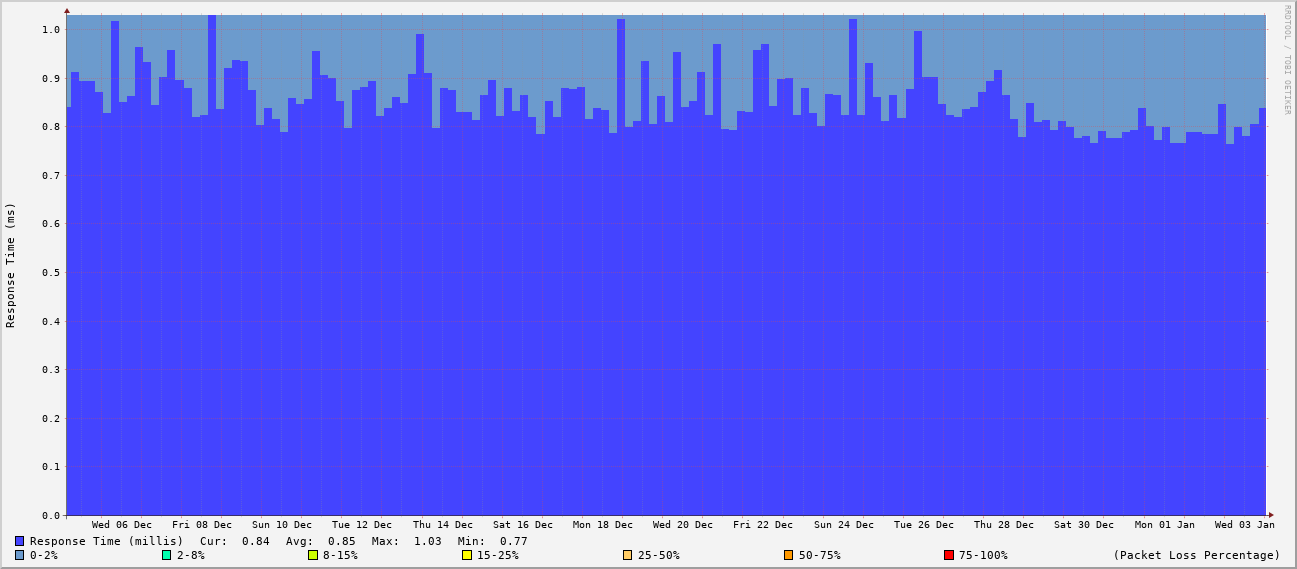 RRDTOOL / TOBI OETIKER
Response Time (ms)
1.0
0.9
0.8
0.7
0.6
0.5
0.4
0.3
0.2
0.1
0.0
Wed 06 Dec Fri 08 Dec Sun 10 Dec Tue 12 Dec Thu 14 Dec Sat 16 Dec Mon 18 Dec Wed 20 Dec Fri 22 Dec Sun 24 Dec Tue 26 Dec Thu 28 Dec Sat 30 Dec Mon 01 Jan Wed 03 Jan
Response Time (millis) Cur: 0.84 Avg: 0.85 Max: 1.03 Min: 0.77
0-2% 2-8% 8-15% 15-25% 25-50% 50-75% 75-100% (Packet Loss Percentage)